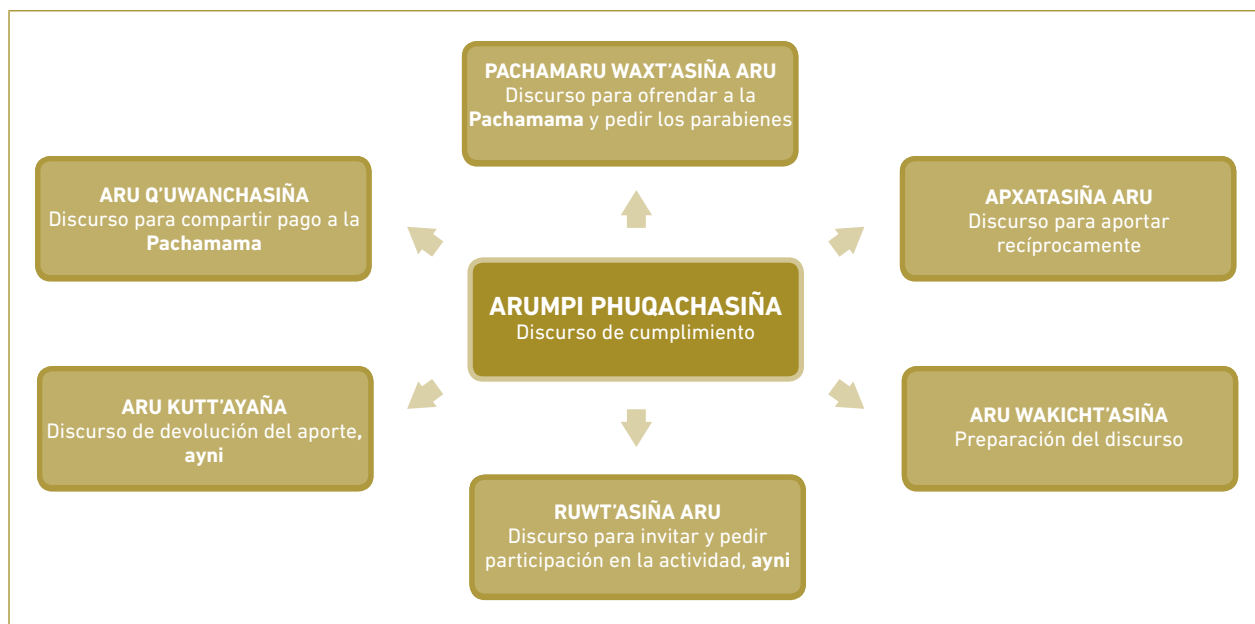 PACHAMARU WAXT'ASIÑA ARU
Discurso para ofrendar a la
Pachamama y pedir los parabienes
ARU Q'UWANCHASIÑA
Discurso para compartir pago a la
Pachamama
APXATASIÑA ARU
Discurso para aportar
recíprocamente
ARUMPI PHUQACHASIÑA
Discurso de cumplimiento
ARU KUTT'AYAÑA
Discurso de devolución del aporte,
ayni
ARU WAKICHT'ASIÑA
Preparación del discurso
RUWT'ASIÑA ARU
Discurso para invitar y pedir
participación en la actividad, ayni